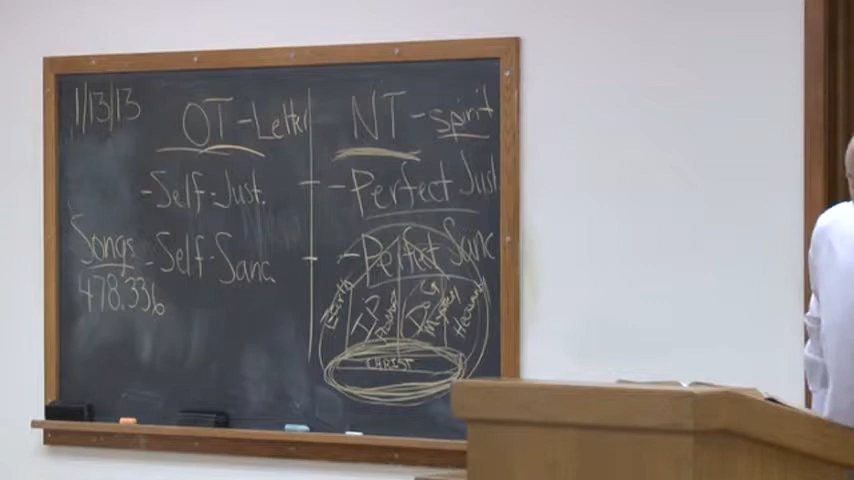 1/13/13
OT - Letter
NT - spirit
- Self-Just.
- Perfect Just
Songs
478.336
- Self-Sanc.
- Perfect Sanc
Earth
Heaven
CHRIST